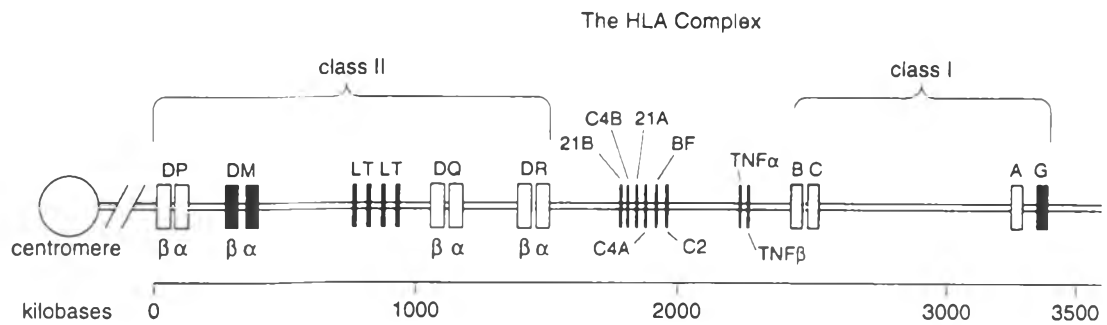 The HLA Complex
class II
class I
C4B 21A
21B BF
TNFα
DP DM LT LT DQ DR B C A G
centromere β α β α β α β α C4A C2 TNFβ
kilobases 0 1000 2000 3000 3500